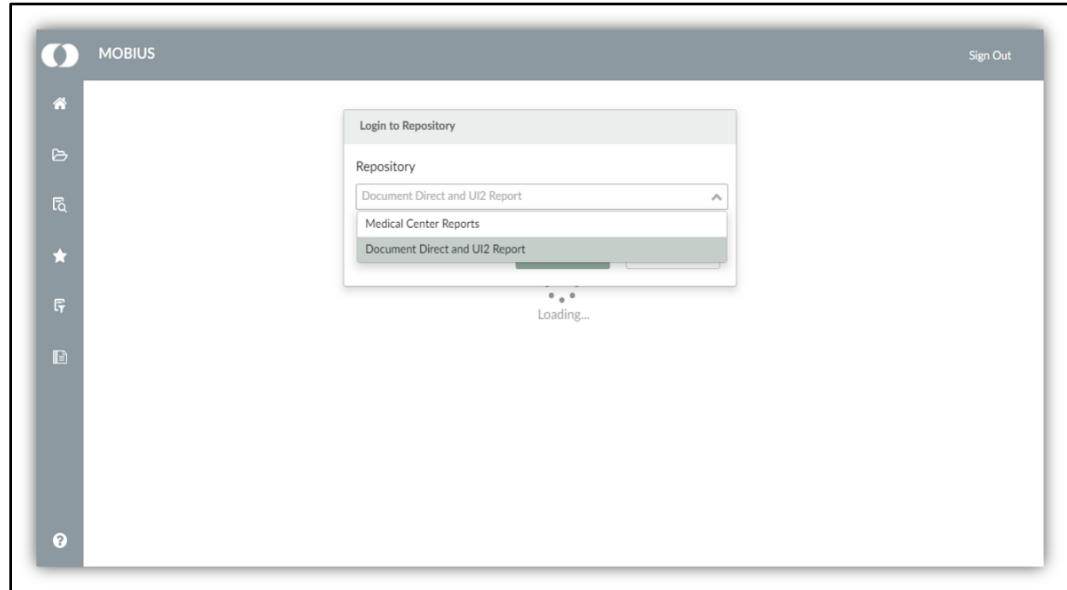 MOBIUS
Sign Out
Login to Repository
Repository
Document Direct and UI2 Report
Medical Center Reports
Document Direct and UI2 Report
Loading...